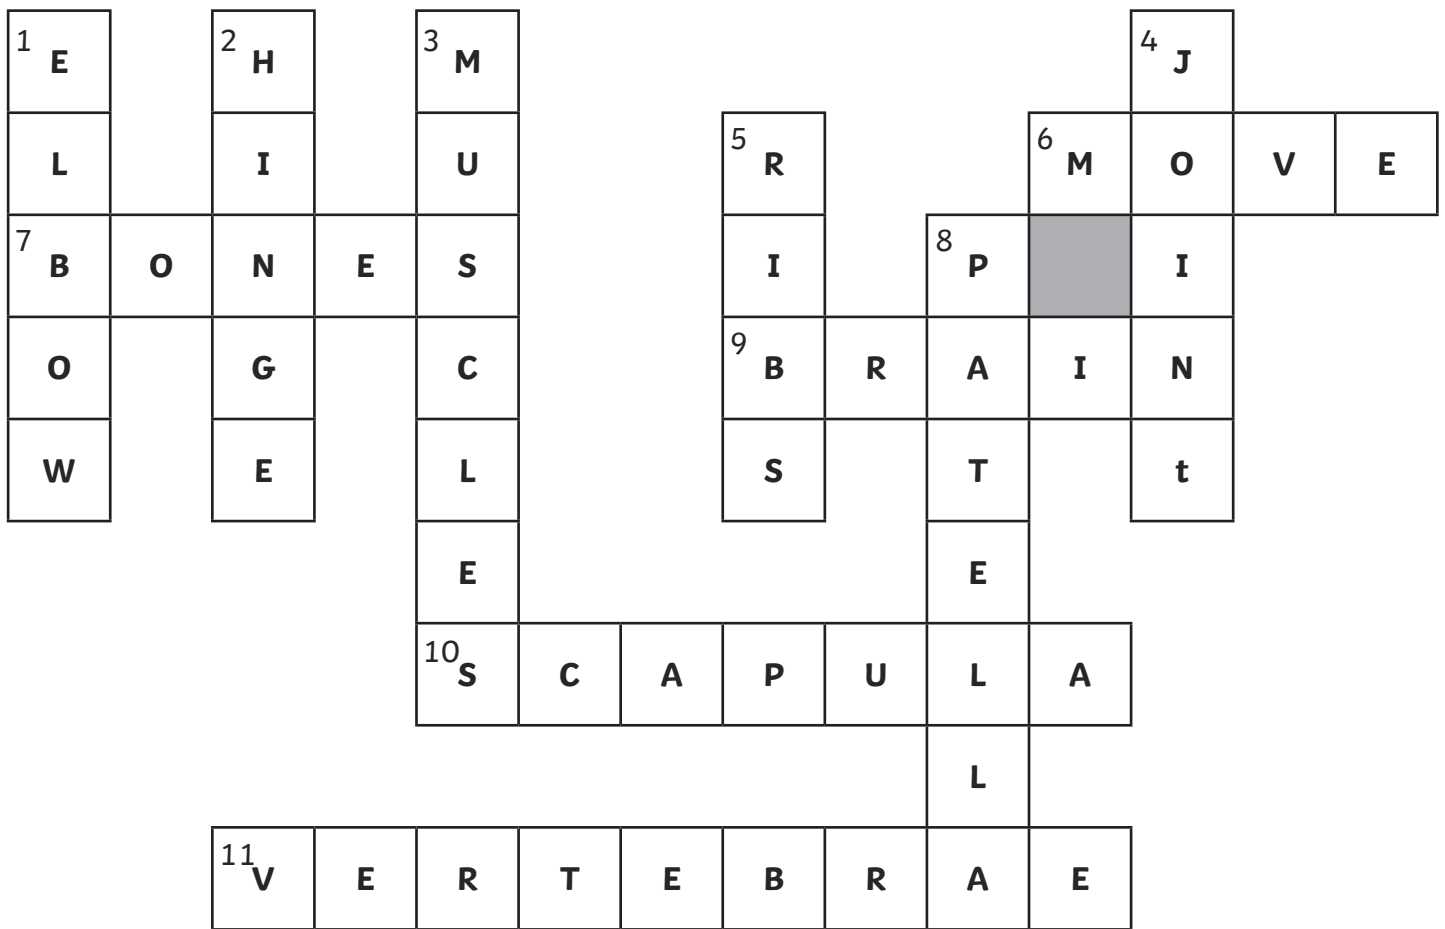 1 E 2 H 3 M 4 J
L I U 5 R 6 M O V E
7 B O N E S I 8 P I
O G C 9 B R A I N
W E L S T t
E E
10 S C A P U L A
L
11 V E R T E B R A E